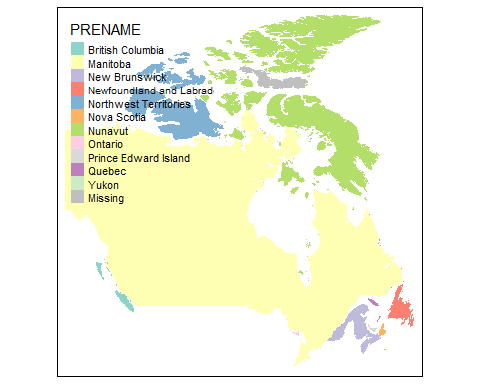 PRENAME
British Columbia
Manitoba
New Brunswick
Newfoundland and Labrad
Northwest Territories
Nova Scotia
Nunavut
Ontario
Prince Edward Island
Quebec
Yukon
Missing